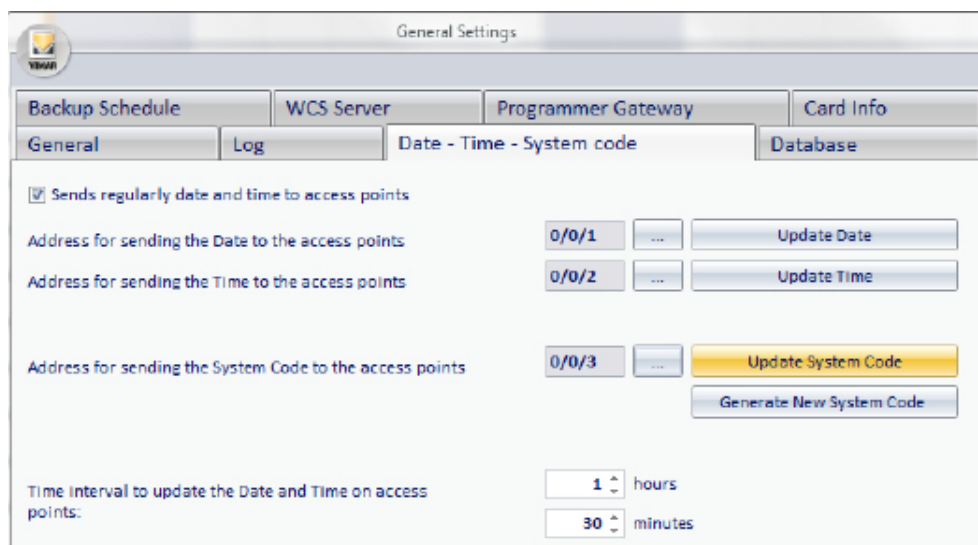 General Settings
VIMAR
Backup Schedule WCS Server Programmer Gateway Card Info
General Log Date - Time - System code Database
Sends regularly date and time to access points
Address for sending the Date to the access points 0/0/1 ... Update Date
Address for sending the Time to the access points 0/0/2 ... Update Time
Address for sending the System Code to the access points 0/0/3 ... Update System Code
Generate New System Code
Time interval to update the Date and Time on access
points:
1 hours
30 minutes